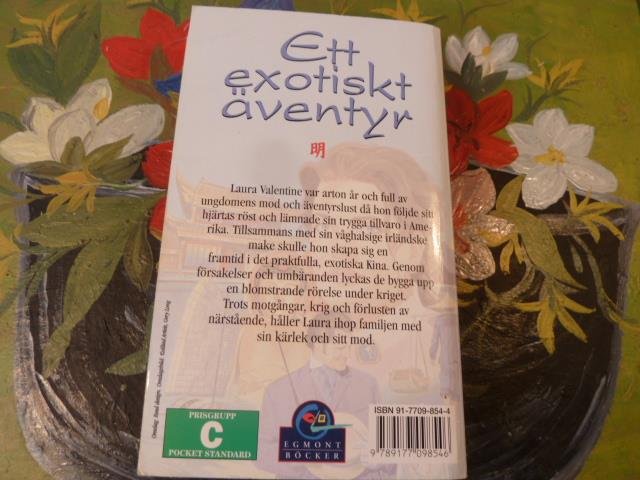 Ett
exotiskt
äventyr
明
Laura Valentine var arton år och full av
ungdomens mod och äventyrslust då hon följde sitt
hjärtas röst och lämnade sin trygga tillvaro i Ame-
rika. Tillsammans med sin våghalsige irländske
make skulle hon skapa sig en
framtid i det praktfulla, exotiska Kina. Genom
försakelser och umbäranden lyckas de bygga upp
en blomstrande rörelse under kriget.
Trots motgångar, krig och förlusten av
närstående, håller Laura ihop familjen med
sin kärlek och sitt mod.
PRISGRUPP
C
POCKET STANDARD
EGMONT
BÖCKER
ISBN 91-7709-854-4
9 789177 098546